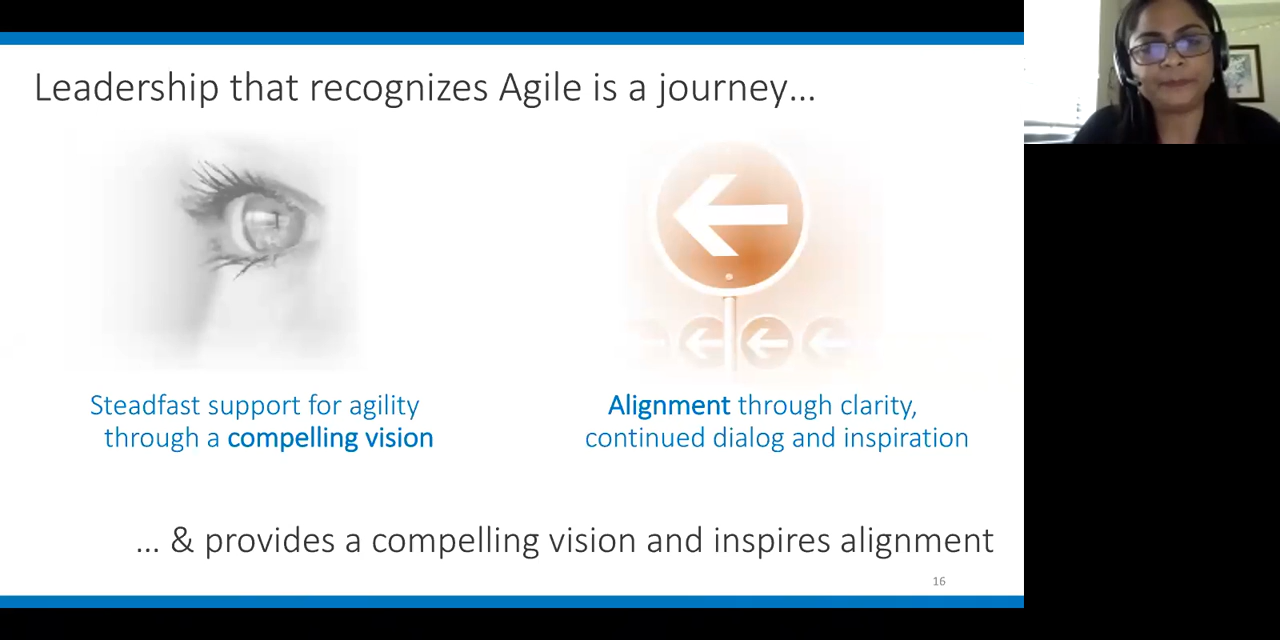 Leadership that recognizes Agile is a journey…
Steadfast support for agility
through a compelling vision
Alignment through clarity,
continued dialog and inspiration
… & provides a compelling vision and inspires alignment
16